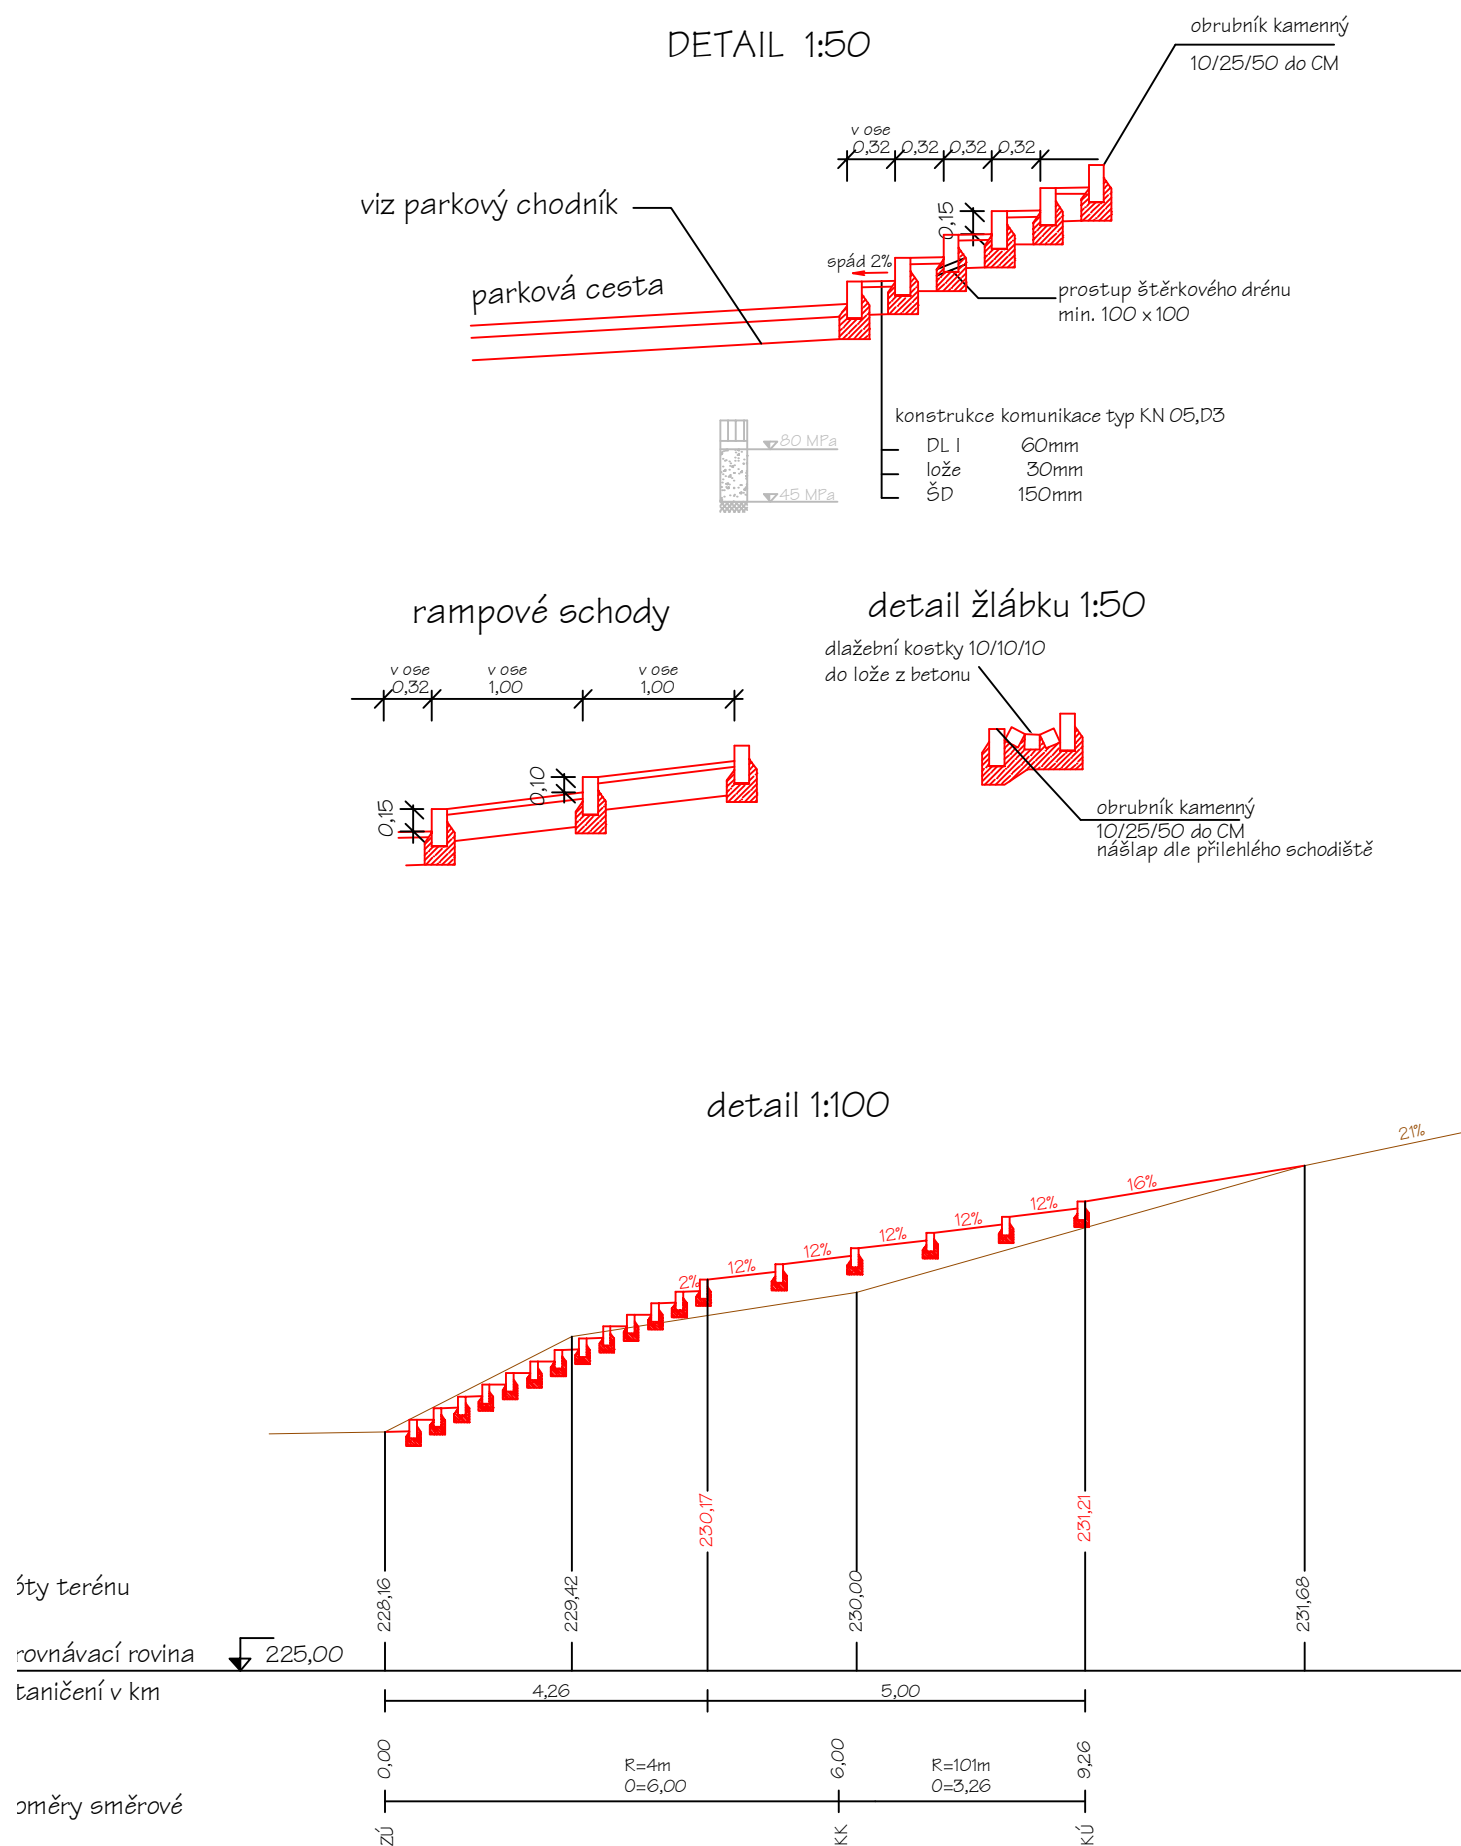 DETAIL 1:50
obrubník kamenný
10/25/50 do CM
v ose
0,32 0,32 0,32 0,32
viz parkový chodník
0,15
spád 2%
parková cesta
prostup štěrkového drénu
min. 100 x 100
konstrukce komunikace typ KN 05,D3
80 MPa
DL I 60mm
lože 30mm
45 MPa
ŠD 150mm
rampové schody
v ose v ose v ose
0,32 1,00 1,00
0,10
0,15
detail žlábku 1:50
dlažební kostky 10/10/10
do lože z betonu
obrubník kamenný
10/25/50 do CM
nášlap dle přilehlého schodiště
detail 1:100
2% 12% 12% 12% 12% 12% 16% 21%
230,17 231,21
óty terénu 228,16 229,42 230,00 231,68
rovnávací rovina 225,00
taničení v km 4,26 5,00
0,00 6,00 9,26
R=4m R=101m
O=6,00 O=3,26
oměry směrové
ZÚ KK KÚ